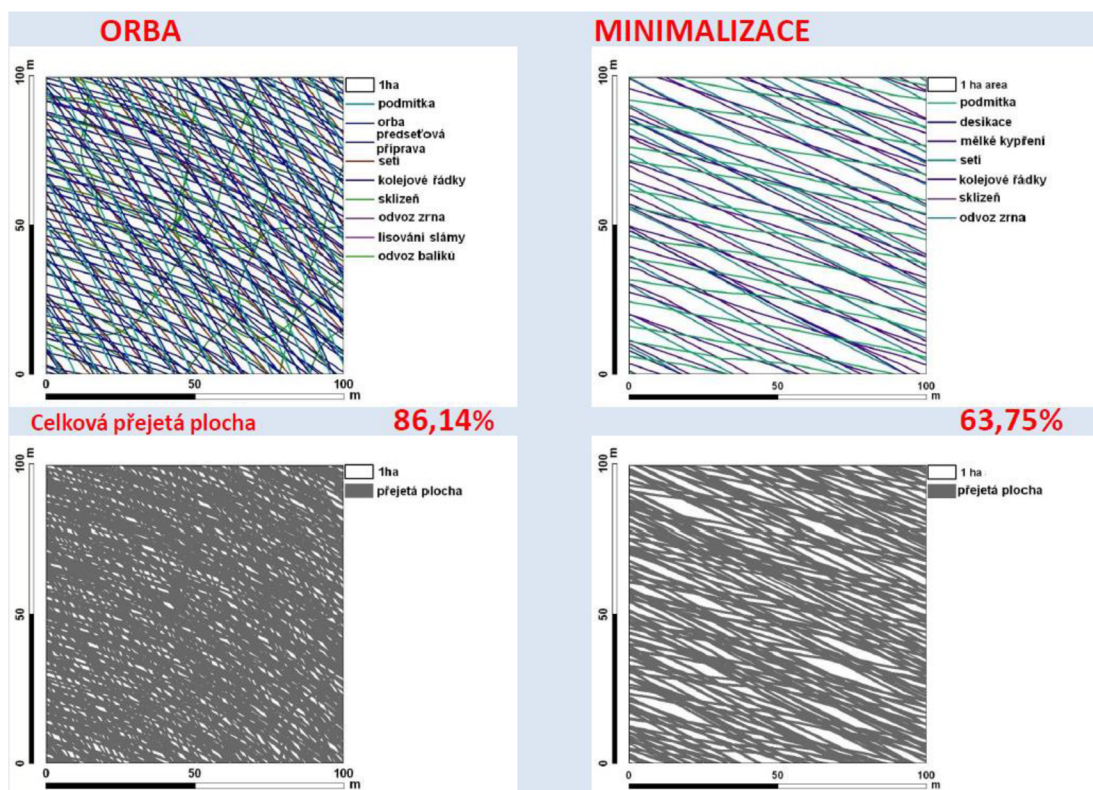 ORBA
MINIMALIZACE
100 m
50
0
0 50 100
m
1ha
podmítka
orba
predseťová
příprava
seti
kolejové řádky
sklizeň
odvoz zrna
lisování slámy
odvoz balíků
100 m
50
0
0 50 100
m
1 ha area
podmítka
desikace
mělké kypření
seti
kolejové řádky
sklizeň
odvoz zrna
Celková přejetá plocha 86,14%
63,75%
100 m
50
0
0 50 100
m
1ha
přejetá plocha
100 m
50
0
0 50 100
m
1 ha
přejetá plocha